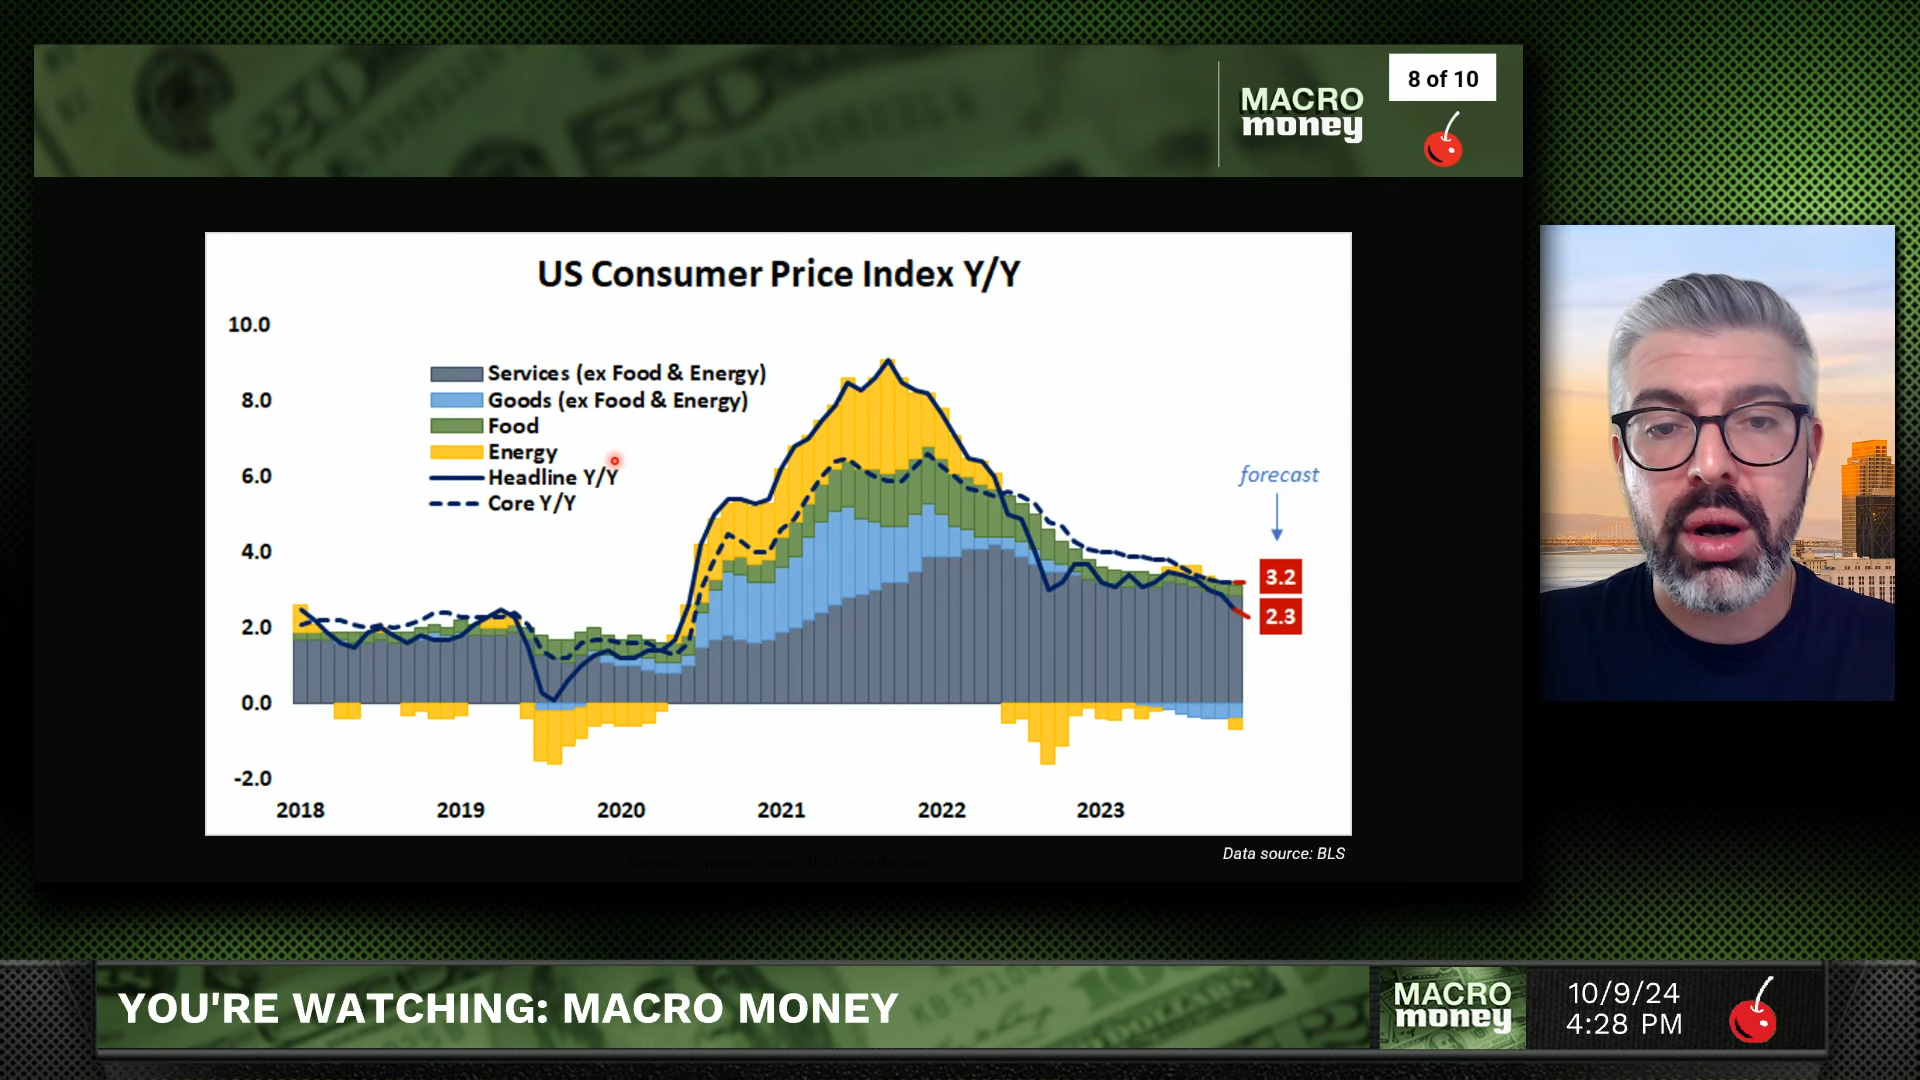 MACRO
money
8 of 10
US Consumer Price Index Y/Y
10.0
8.0
6.0
4.0
2.0
0.0
-2.0
Services (ex Food & Energy)
Goods (ex Food & Energy)
Food
Energy
Headline Y/Y
Core Y/Y
forecast
3.2
2.3
2018
2019
2020
2021
2022
2023
Data source: BLS
YOU'RE WATCHING: MACRO MONEY
MACRO
money
10/9/24
4:28 PM